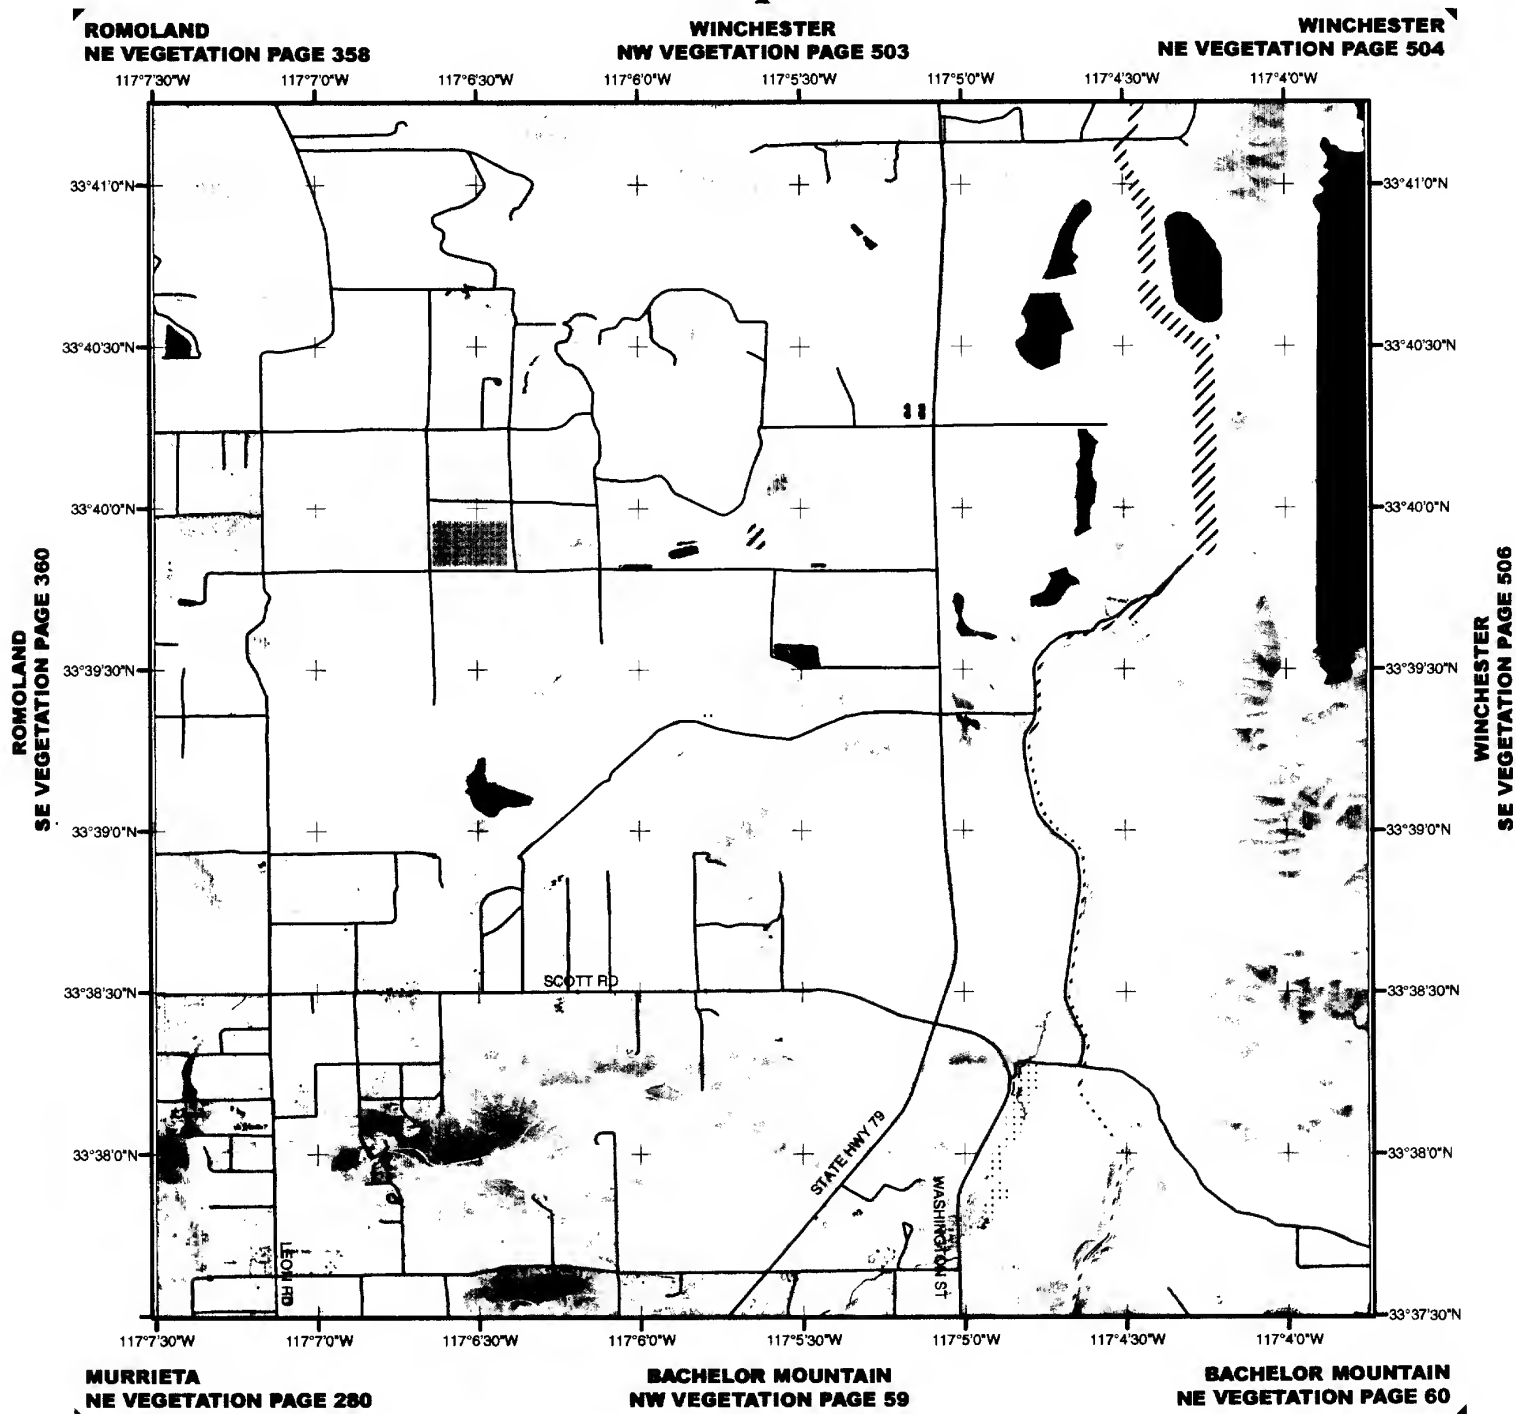 ROMOLAND
NE VEGETATION PAGE 358
WINCHESTER
NW VEGETATION PAGE 503
WINCHESTER
NE VEGETATION PAGE 504
117°7'30"W 117°7'0"W 117°6'30"W 117°6'0"W 117°5'30"W 117°5'0"W 117°4'30"W 117°4'0"W
33°41'0"N 33°41'0"N
33°40'30"N 33°40'30"N
33°40'0"N 33°40'0"N
ROMOLAND
SE VEGETATION PAGE 360
WINCHESTER
SE VEGETATION PAGE 506
33°39'30"N 33°39'30"N
33°39'0"N 33°39'0"N
SCOTT RD
33°38'30"N 33°38'30"N
STATE HWY 79
33°38'0"N 33°38'0"N
WASHINGTON ST
LEON RD
33°37'30"N
117°7'30"W 117°7'0"W 117°6'30"W 117°6'0"W 117°5'30"W 117°5'0"W 117°4'30"W 117°4'0"W
MURRIETA
NE VEGETATION PAGE 280
BACHELOR MOUNTAIN
NW VEGETATION PAGE 59
BACHELOR MOUNTAIN
NE VEGETATION PAGE 60